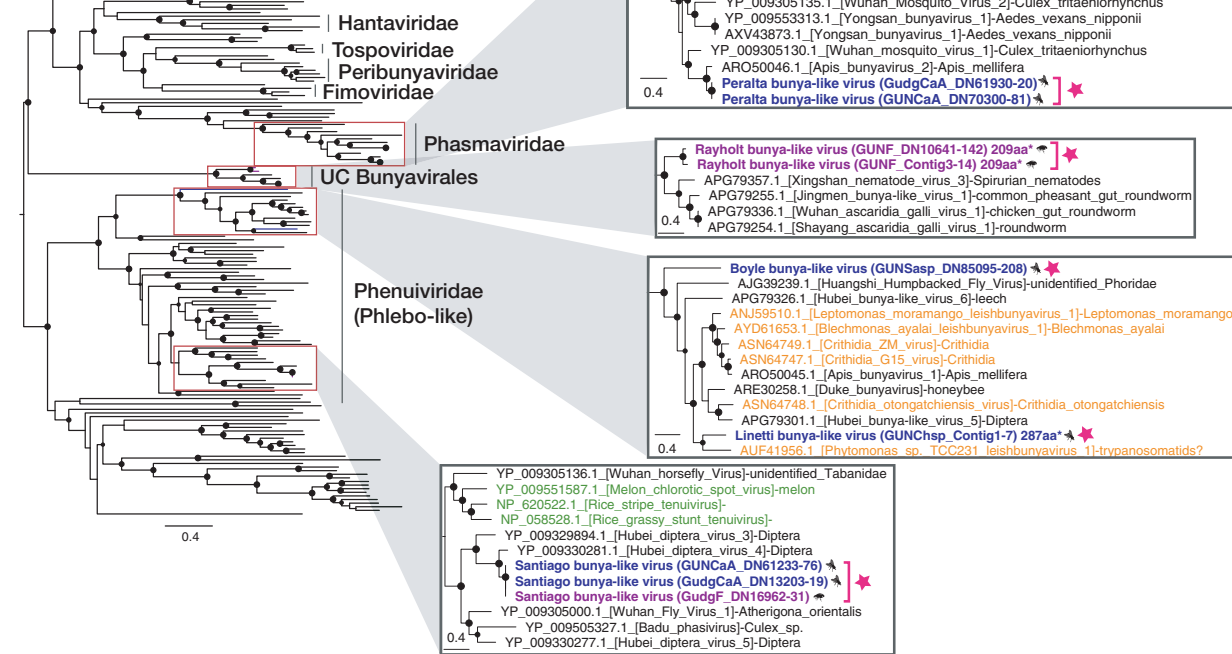 Hantaviridae
Tospoviridae
Peribunyaviridae
Fimoviridae
Phasmaviridae
UC Bunyavirales
Phenuiviridae
(Phlebo-like)
0.4
YP_009305135.1_[Wuhan_Mosquito_Virus_2]-Culex_tritaeniorhynchus
YP_009553313.1_[Yongsan_bunyavirus_1]-Aedes_vexans_nipponii
AXV43873.1_[Yongsan_bunyavirus_1]-Aedes_vexans_nipponii
YP_009305130.1_[Wuhan_mosquito_virus_1]-Culex_tritaeniorhynchus
ARO50046.1_[Apis_bunyavirus_2]-Apis_mellifera
Peralta bunya-like virus (GudgCaA_DN61930-20)
Peralta bunya-like virus (GUNCaA_DN70300-81)
0.4
Rayholt bunya-like virus (GUNF_DN10641-142) 209aa*
Rayholt bunya-like virus (GUNF_Contig3-14) 209aa*
APG79357.1_[Xingshan_nematode_virus_3]-Spirurian_nematodes
APG79255.1_[Jingmen_bunya-like_virus_1]-common_pheasant_gut_roundworm
APG79336.1_[Wuhan_ascaridia_galli_virus_1]-chicken_gut_roundworm
APG79254.1_[Shayang_ascaridia_galli_virus_1]-roundworm
0.4
Boyle bunya-like virus (GUNSasp_DN85095-208)
AJG39239.1_[Huangshi_Humpbacked_Fly_Virus]-unidentified_Phoridae
APG79326.1_[Hubei_bunya-like_virus_6]-leech
ANJ59510.1_[Leptomonas_moramango_leishbunyavirus_1]-Leptomonas_moramango
AYD61653.1_[Blechmonas_ayalai_leishbunyavirus_1]-Blechmonas_ayalai
ASN64749.1_[Crithidia_ZM_virus]-Crithidia
ASN64747.1_[Crithidia_G15_virus]-Crithidia
ARO50045.1_[Apis_bunyavirus_1]-Apis_mellifera
ARE30258.1_[Duke_bunyavirus]-honeybee
ASN64748.1_[Crithidia_otongatchiensis_virus]-Crithidia_otongatchiensis
APG79301.1_[Hubei_bunya-like_virus_5]-Diptera
Linetti bunya-like virus (GUNChsp_Contig1-7) 287aa*
AUF41956.1_[Phytomonas_sp._TCC231_leishbunyavirus_1]-trypanosomatids?
0.4
YP_009305136.1_[Wuhan_horsefly_Virus]-unidentified_Tabanidae
YP_009551587.1_[Melon_chlorotic_spot_virus]-melon
NP_620522.1_[Rice_stripe_tenuivirus]-
NP_058528.1_[Rice_grassy_stunt_tenuivirus]-
YP_009329894.1_[Hubei_diptera_virus_3]-Diptera
YP_009330281.1_[Hubei_diptera_virus_4]-Diptera
Santiago bunya-like virus (GUNCaA_DN61233-76)
Santiago bunya-like virus (GudgCaA_DN13203-19)
Santiago bunya-like virus (GudgF_DN16962-31)
YP_009305000.1_[Wuhan_Fly_Virus_1]-Atherigona_orientalis
YP_009505327.1_[Badu_phasivirus]-Culex_sp.
YP_009330277.1_[Hubei_diptera_virus_5]-Diptera
0.4